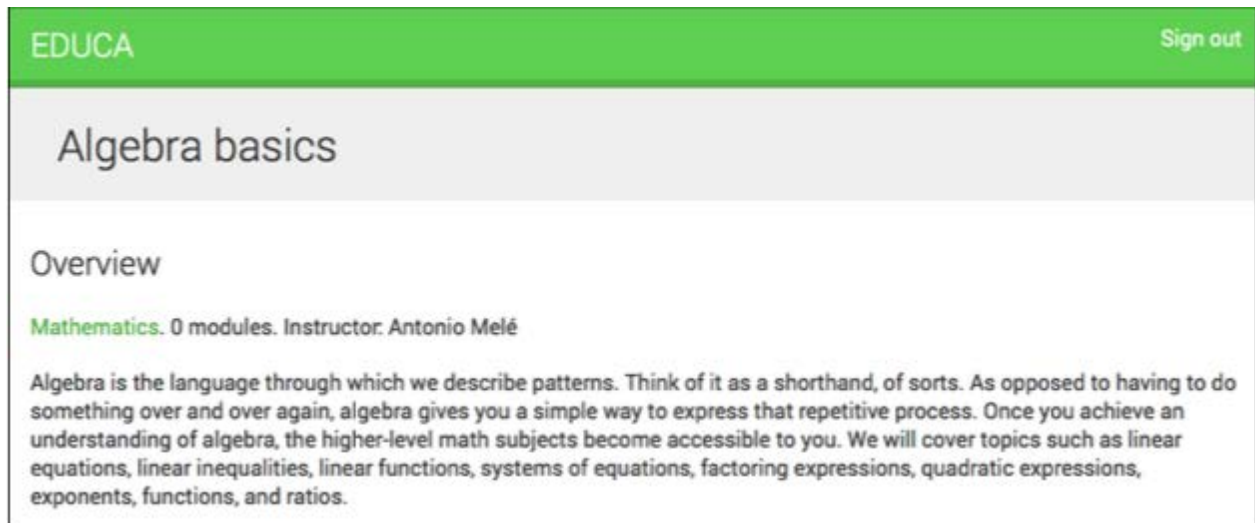 EDUCA
Sign out
Algebra basics
Overview
Mathematics. 0 modules. Instructor: Antonio Melé
Algebra is the language through which we describe patterns. Think of it as a shorthand, of sorts. As opposed to having to do
something over and over again, algebra gives you a simple way to express that repetitive process. Once you achieve an
understanding of algebra, the higher-level math subjects become accessible to you. We will cover topics such as linear
equations, linear inequalities, linear functions, systems of equations, factoring expressions, quadratic expressions,
exponents, functions, and ratios.